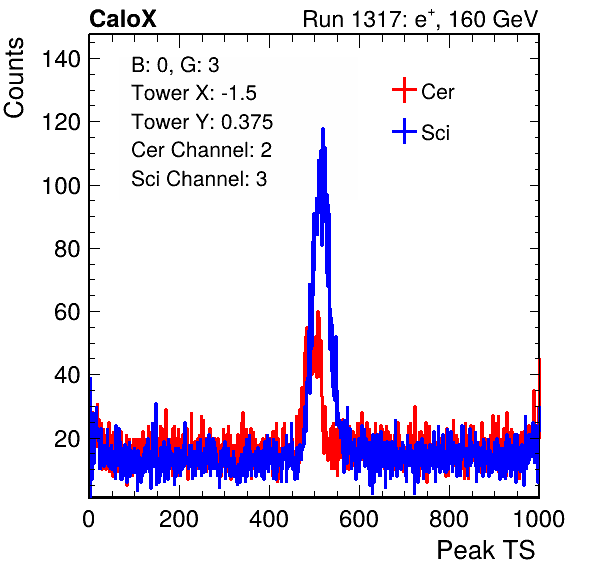 CaloX
Run 1317: e+, 160 GeV
Counts
140
120
100
80
60
40
20
B: 0, G: 3
Tower X: -1.5
Tower Y: 0.375
Cer Channel: 2
Sci Channel: 3
Cer
Sci
0 200 400 600 800 1000
Peak TS